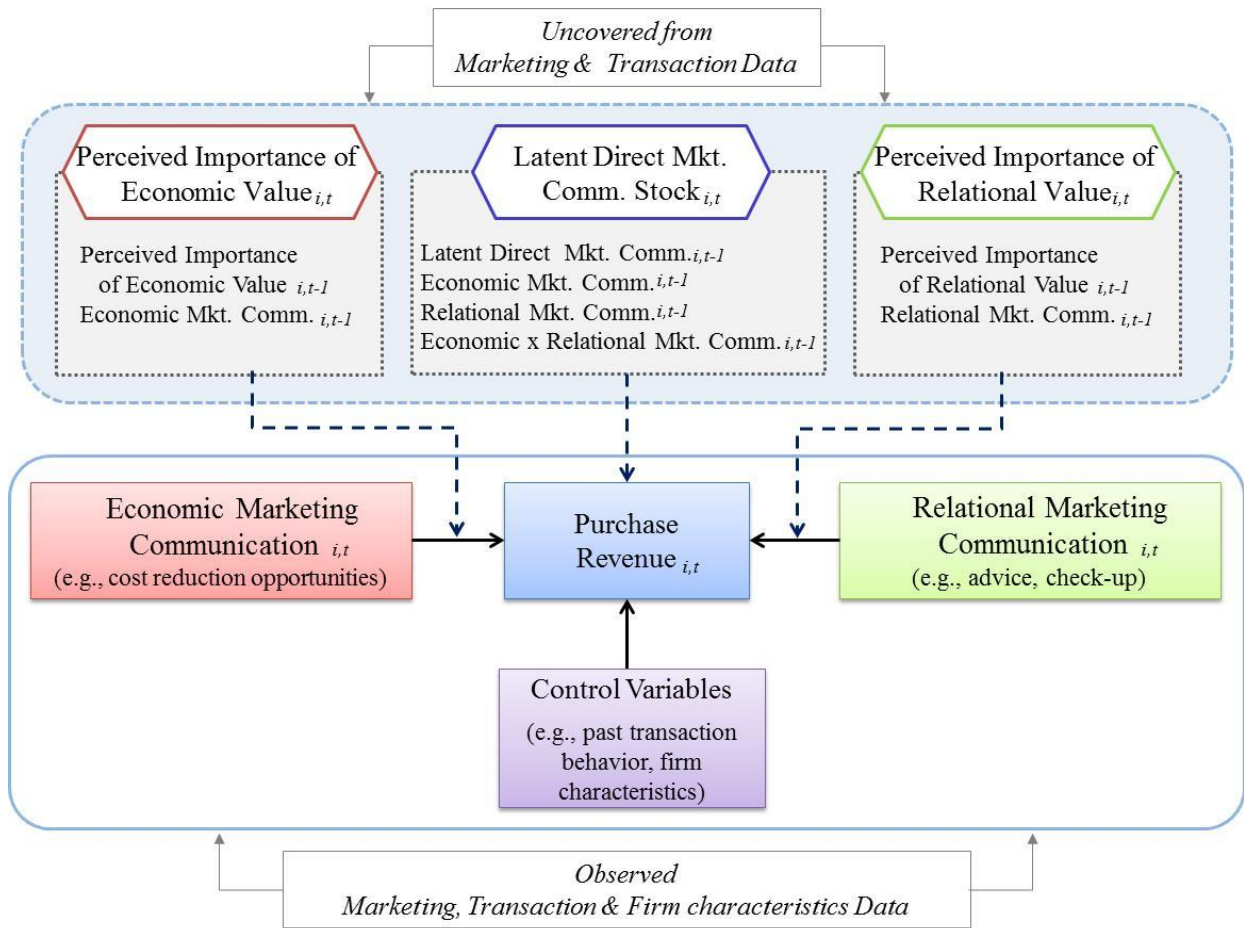 Uncovered from
Marketing & Transaction Data
Perceived Importance of
Economic Value i,t
Perceived Importance
of Economic Value i,t-1
Economic Mkt. Comm. i,t-1
Latent Direct Mkt.
Comm. Stock i,t
Latent Direct Mkt. Comm. i,t-1
Economic Mkt. Comm. i,t-1
Relational Mkt. Comm. i,t-1
Economic x Relational Mkt. Comm. i,t-1
Perceived Importance of
Relational Value i,t
Perceived Importance
of Relational Value i,t-1
Relational Mkt. Comm. i,t-1
Economic Marketing
Communication i,t
(e.g., cost reduction opportunities)
Purchase
Revenue i,t
Relational Marketing
Communication i,t
(e.g., advice, check-up)
Control Variables
(e.g., past transaction
behavior, firm
characteristics)
Observed
Marketing, Transaction & Firm characteristics Data